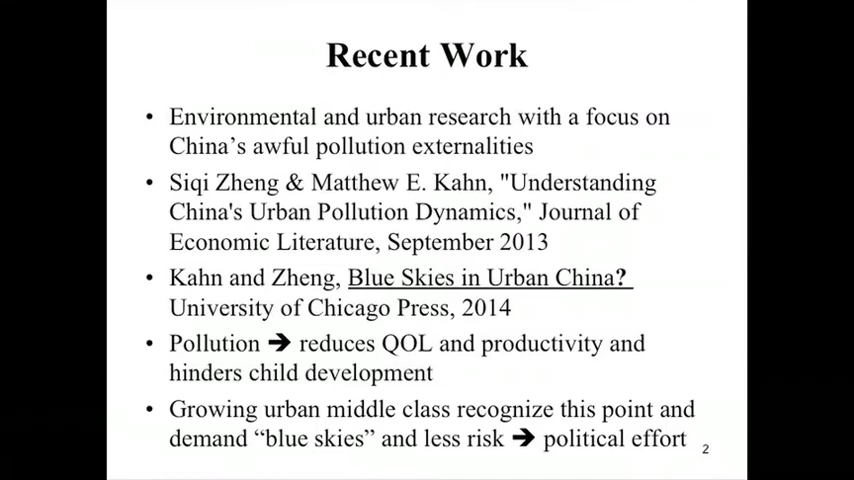 Recent Work
• Environmental and urban research with a focus on
China's awful pollution externalities
• Siqi Zheng & Matthew E. Kahn, "Understanding
China's Urban Pollution Dynamics," Journal of
Economic Literature, September 2013
• Kahn and Zheng, Blue Skies in Urban China?
University of Chicago Press, 2014
• Pollution ➔ reduces QOL and productivity and
hinders child development
• Growing urban middle class recognize this point and
demand “blue skies” and less risk ➔ political effort
2